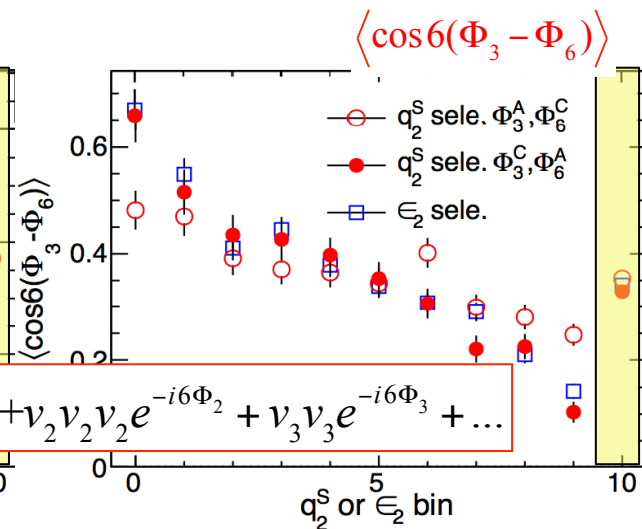 ⟨cos6(Φ₃ − Φ₆)⟩
q₂ˢ sele. Φ₃ᴬ,Φ₆ᶜ
q₂ˢ sele. Φ₃ᶜ,Φ₆ᴬ
∈₂ sele.
⟨cos6(Φ₃-Φ₆)⟩
0.6
0.4
0.2
0
+v₂v₂v₂e^{-i6Φ₂} + v₃v₃e^{-i6Φ₃} + ...
0 0 5 10
q₂ˢ or ∈₂ bin